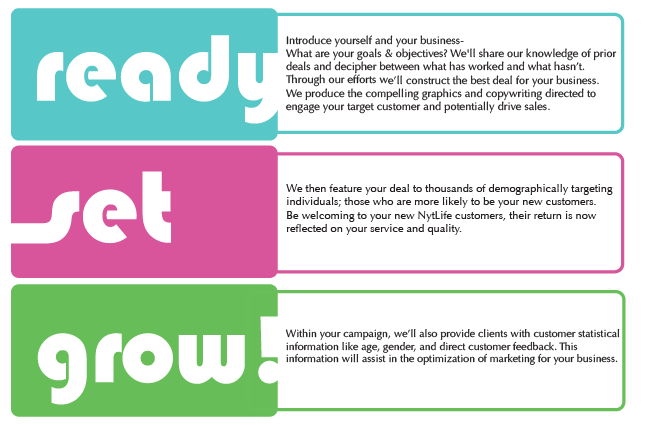 ready
Introduce yourself and your business-
What are your goals & objectives? We'll share our knowledge of prior
deals and decipher between what has worked and what hasn't.
Through our efforts we'll construct the best deal for your business.
We produce the compelling graphics and copywriting directed to
engage your target customer and potentially drive sales.
set
We then feature your deal to thousands of demographically targeting
individuals; those who are more likely to be your new customers.
Be welcoming to your new NytLife customers, their return is now
reflected on your service and quality.
grow!
Within your campaign, we'll also provide clients with customer statistical
information like age, gender, and direct customer feedback. This
information will assist in the optimization of marketing for your business.